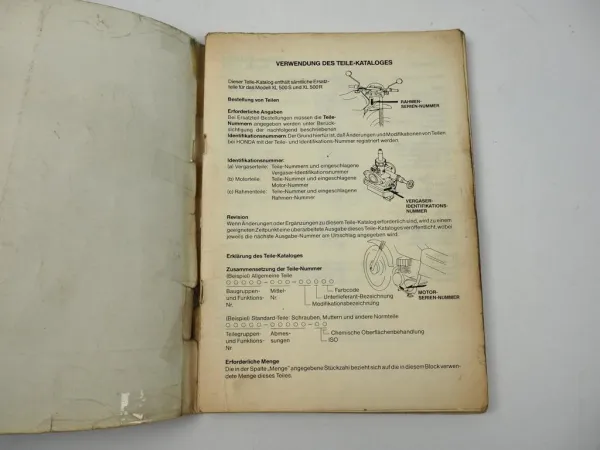 VERWENDUNG DES TEILE-KATALOGES
Dieser Teile-Katalog enthält sämtliche Ersatz-
teile für das Modell XL 500 S und XL 500 R
Bestellung von Teilen
RAHMEN-
SERIEN-NUMMER
Erforderliche Angaben
Bei Ersatzteil-Bestellungen müssen die Teile-
Nummern angegeben werden unter Berück-
sichtigung der nachfolgend beschriebenen
Identifikationsnummern. Der Grund hierfür ist, daß Änderungen und Modifikationen von Teilen
bei HONDA mit der Teile- und Identifikations-Nummer registriert werden.
Identifikationsnummer:
(a) Vergaserteile: Teile-Nummern und eingeschlagene
Vergaser-Identifikationsnummer
(b) Motorteile: Teile-Nummer und eingeschlagene
Motor-Nummer
(c) Rahmenteile: Teile-Nummer und eingeschlagene
Rahmen-Nummer
VERGASER-
IDENTIFIKATIONS-
NUMMER
Revision
Wenn Änderungen oder Ergänzungen zu diesem Teile-Katalog erforderlich sind, wird zu einem
geeigneten Zeitpunkt eine überarbeitete Ausgabe dieses Teile-Kataloges veröffentlicht, wobei
jeweils die nächste Ausgabe-Nummer am Umschlag angegeben wird.
Erklärung des Teile-Kataloges
Zusammensetzung der Teile-Nummer
(Beispiel) Allgemeine Teile
Baugruppen- Mittel-
und Funktions- Nr.
Nr.
Farbcode
Unterlieferant-Bezeichnung
Modifikationsbezeichnung
MOTOR-
SERIEN-NUMMER
(Beispiel) Standard-Teile: Schrauben, Muttern und andere Normteile
Teilegruppen- Abmes-
und Funktions- sungen
Nr.
Chemische Oberflächenbehandlung
ISO
Erforderliche Menge
Die in der Spalte „Menge" angegebene Stückzahl bezieht sich auf die in diesem Block verwen-
dete Menge dieses Teiles.